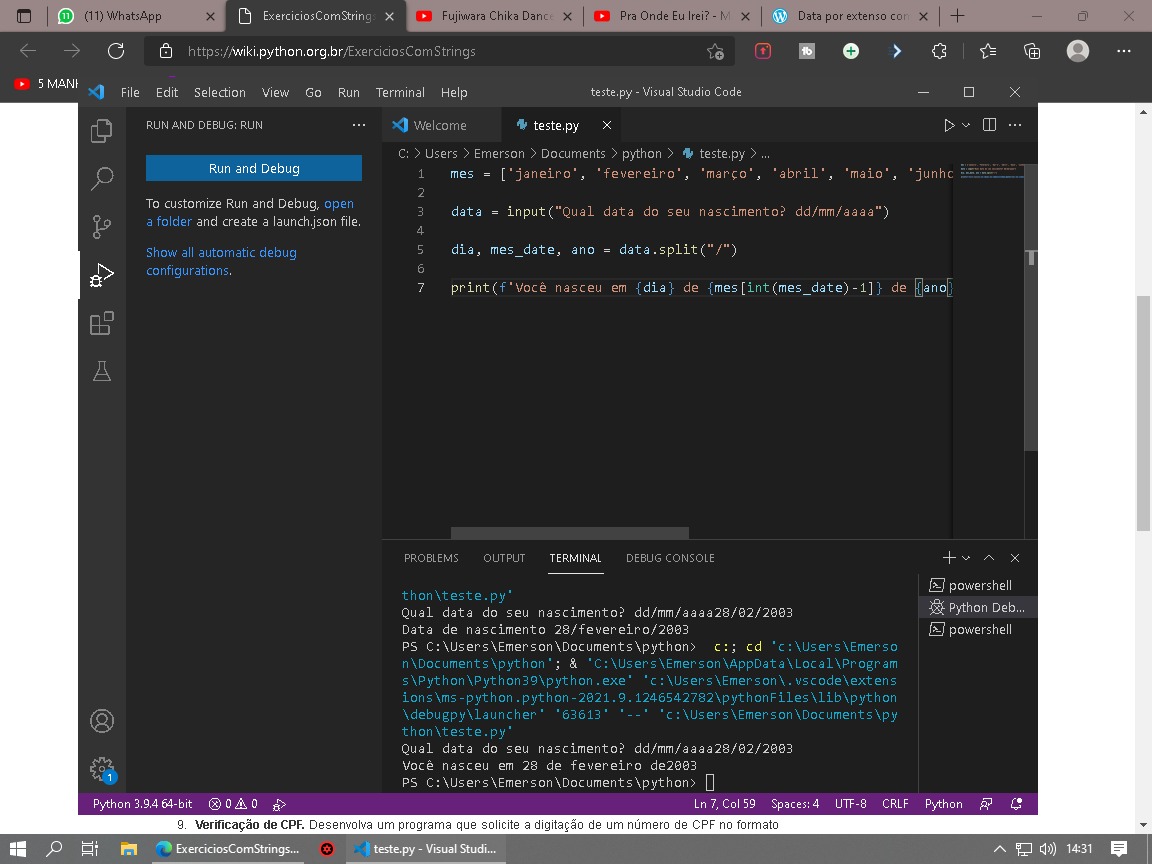 (11) WhatsApp
ExerciciosComStrings
Fujiwara Chika Dance
Pra Onde Eu Irei? - M
Data por extenso con
https://wiki.python.org.br/ExerciciosComStrings
5 MANH
File Edit Selection View Go Run Terminal Help
teste.py - Visual Studio Code
RUN AND DEBUG: RUN
Welcome
teste.py
Run and Debug
C: > Users > Emerson > Documents > python > teste.py > ...
To customize Run and Debug, open
a folder and create a launch.json file.
Show all automatic debug
configurations.
1 mes = ['janeiro', 'fevereiro', 'março', 'abril', 'maio', 'junho
2
3 data = input("Qual data do seu nascimento? dd/mm/aaaa")
4
5 dia, mes_date, ano = data.split("/")
6
7 print(f'Você nasceu em {dia} de {mes[int(mes_date)-1]} de {ano}
PROBLEMS OUTPUT TERMINAL DEBUG CONSOLE
thon\teste.py'
Qual data do seu nascimento? dd/mm/aaaa28/02/2003
Data de nascimento 28/fevereiro/2003
PS C:\Users\Emerson\Documents\python>  c:; cd 'c:\Users\Emerso
n\Documents\python'; & 'C:\Users\Emerson\AppData\Local\Program
s\Python\Python39\python.exe' 'c:\Users\Emerson\.vscode\extens
ions\ms-python.python-2021.9.1246542782\pythonFiles\lib\python
\debugpy\launcher' '63613' '--' 'c:\Users\Emerson\Documents\py
thon\teste.py'
Qual data do seu nascimento? dd/mm/aaaa28/02/2003
Você nasceu em 28 de fevereiro de2003
PS C:\Users\Emerson\Documents\python>
powershell
Python Deb...
powershell
T
1
Python 3.9.4 64-bit 0 0
Ln 7, Col 59 Spaces: 4 UTF-8 CRLF Python
9. Verificação de CPF. Desenvolva um programa que solicite a digitação de um número de CPF no formato
ExerciciosComStrings...
teste.py - Visual Studi...
14:31